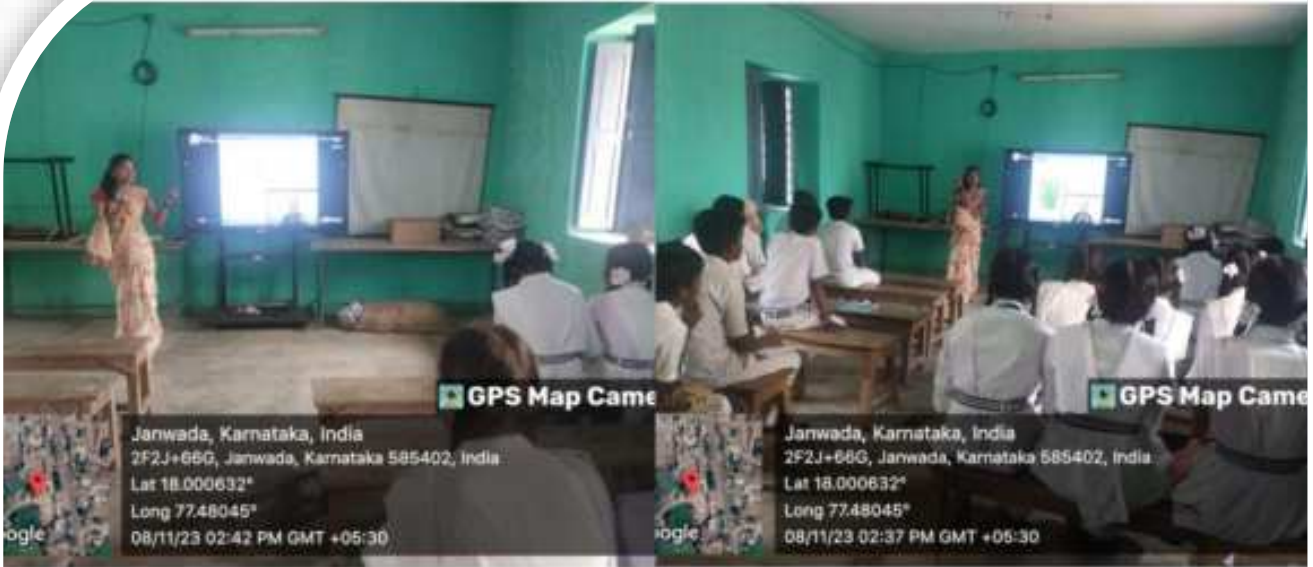 GPS Map Came
Janwada, Karnataka, India
2F2J+66G, Janwada, Karnataka 585402, India
Lat 18.000632°
Long 77.48045°
08/11/23 02:42 PM GMT +05:30
oogle
GPS Map Came
Janwada, Karnataka, India
2F2J+66G, Janwada, Karnataka 585402, India
Lat 18.000632°
Long 77.48045°
08/11/23 02:37 PM GMT +05:30
oogle